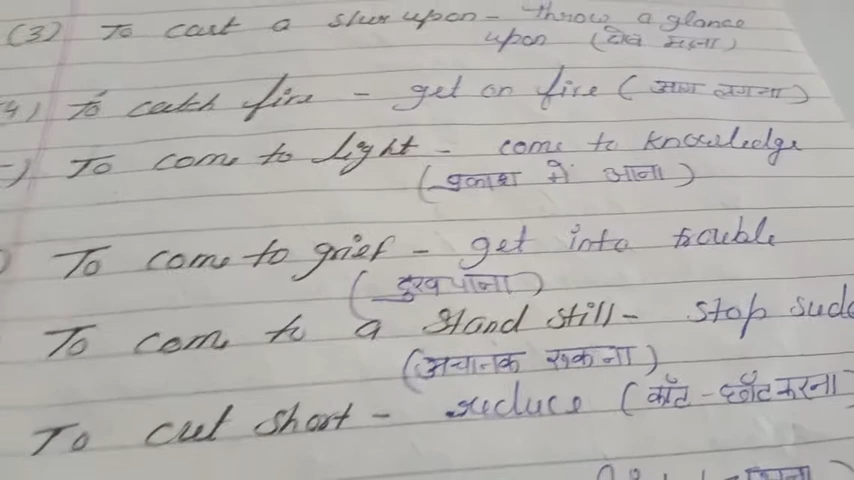 (3) To cast a slur upon - throw a glance
upon (दोष मढ़ना)
4) To catch fire - get on fire (आग लगना)
To come to light - come to knowledge
(प्रकाश में आना)
To come to grief - get into trouble
(दुख पाना)
To come to a stand still - stop sudd
(अचानक रुकना)
To cut short - reduce (काँट - छाँट करना)